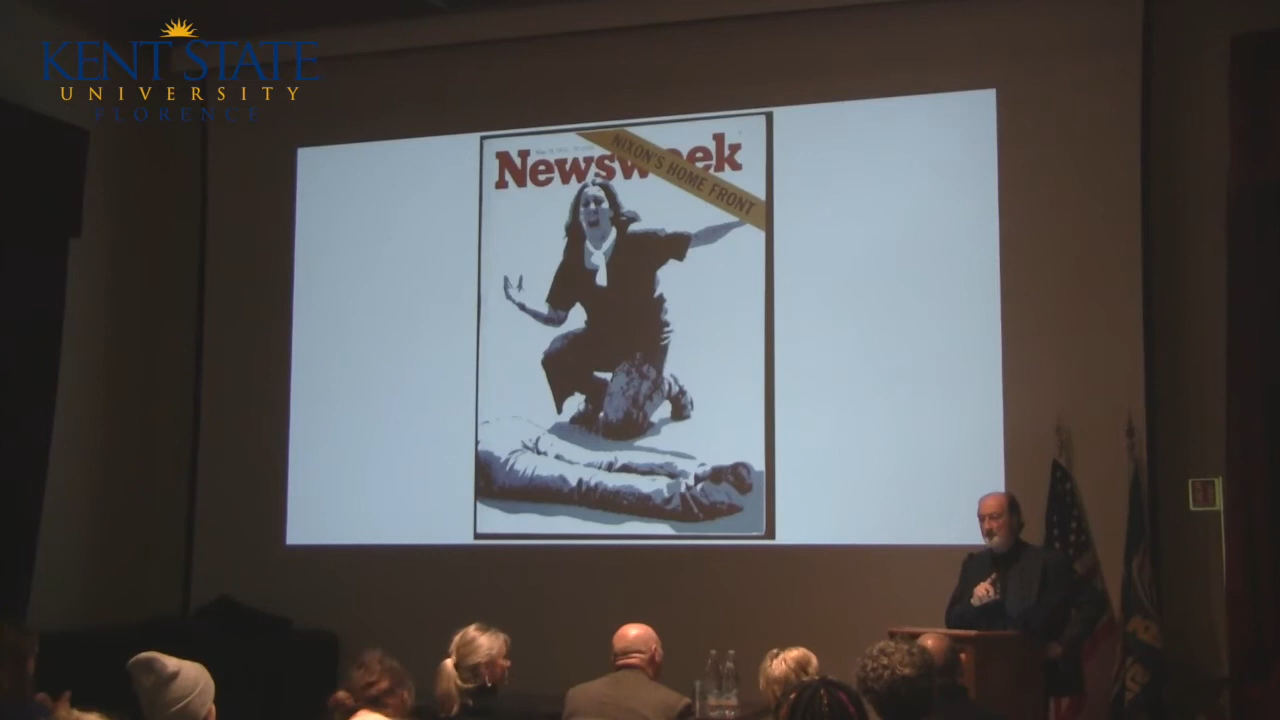 KENT STATE
UNIVERSITY
FLORENCE
Newsweek
NIXON'S HOME FRONT